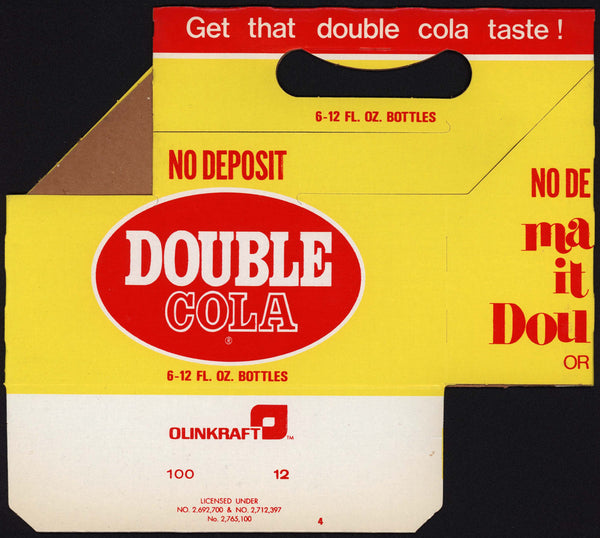 Get that double cola taste!
6-12 FL. OZ. BOTTLES
NO DEPOSIT
NO DE
ma
it
Dou
OR
DOUBLE
COLA
®
6-12 FL. OZ. BOTTLES
OLINKRAFT TM
100 12
LICENSED UNDER
NO. 2,692,700 & NO. 2,712,397
No. 2,765,100
4